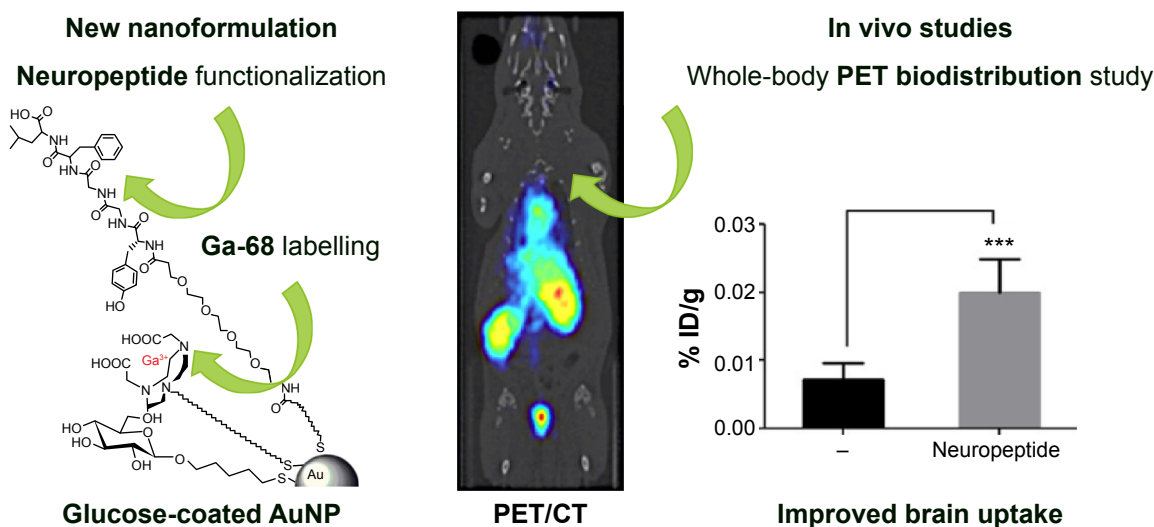 New nanoformulation
Neuropeptide functionalization
O
OH
NH
O
O
HN
NH
O
O
HN
O
NH
O
HO
O
O
O
O
NH
O
S
Ga-68 labelling
HOOC
HOOC
Ga³⁺
N
N
N
OH
HO
HO
OH
O
O
S
S
Au
Glucose-coated AuNP
PET/CT
In vivo studies
Whole-body PET biodistribution study
% ID/g
0.03
0.02
0.01
0.00
***
–
Neuropeptide
Improved brain uptake